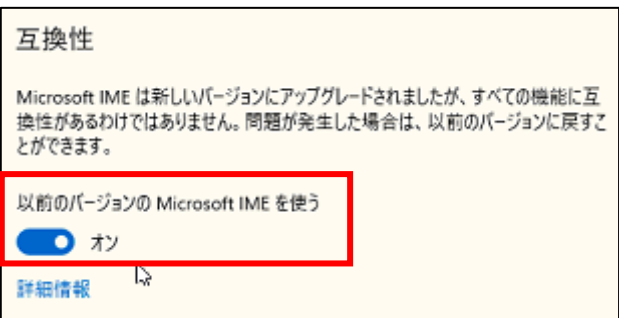 互換性
Microsoft IME は新しいバージョンにアップグレードされましたが、すべての機能に互
換性があるわけではありません。問題が発生した場合は、以前のバージョンに戻すこ
とができます。
以前のバージョンの Microsoft IME を使う
オン
詳細情報